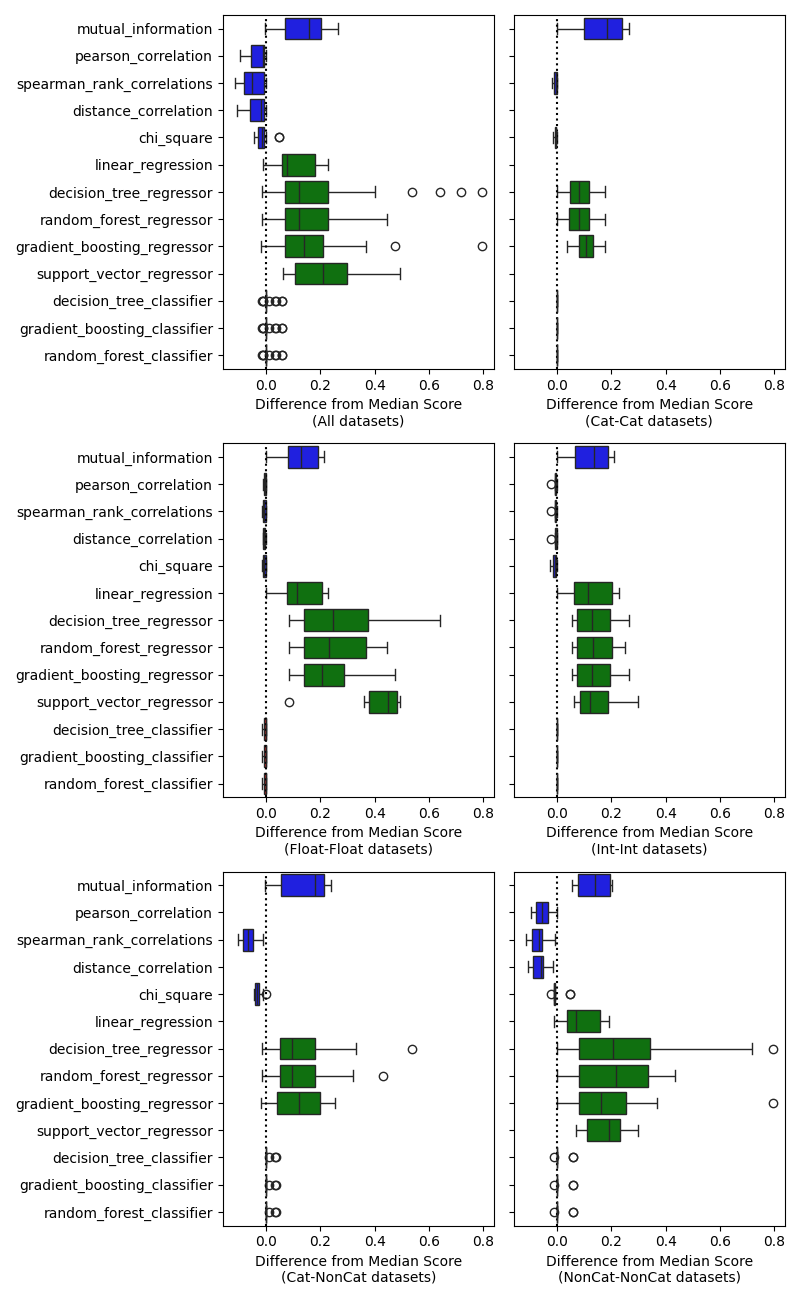 mutual_information
pearson_correlation
spearman_rank_correlations
distance_correlation
chi_square
linear_regression
decision_tree_regressor
random_forest_regressor
gradient_boosting_regressor
support_vector_regressor
decision_tree_classifier
gradient_boosting_classifier
random_forest_classifier
0.0 0.2 0.4 0.6 0.8
Difference from Median Score
(All datasets)
0.0 0.2 0.4 0.6 0.8
Difference from Median Score
(Cat-Cat datasets)
mutual_information
pearson_correlation
spearman_rank_correlations
distance_correlation
chi_square
linear_regression
decision_tree_regressor
random_forest_regressor
gradient_boosting_regressor
support_vector_regressor
decision_tree_classifier
gradient_boosting_classifier
random_forest_classifier
0.0 0.2 0.4 0.6 0.8
Difference from Median Score
(Float-Float datasets)
0.0 0.2 0.4 0.6 0.8
Difference from Median Score
(Int-Int datasets)
mutual_information
pearson_correlation
spearman_rank_correlations
distance_correlation
chi_square
linear_regression
decision_tree_regressor
random_forest_regressor
gradient_boosting_regressor
support_vector_regressor
decision_tree_classifier
gradient_boosting_classifier
random_forest_classifier
0.0 0.2 0.4 0.6 0.8
Difference from Median Score
(Cat-NonCat datasets)
0.0 0.2 0.4 0.6 0.8
Difference from Median Score
(NonCat-NonCat datasets)